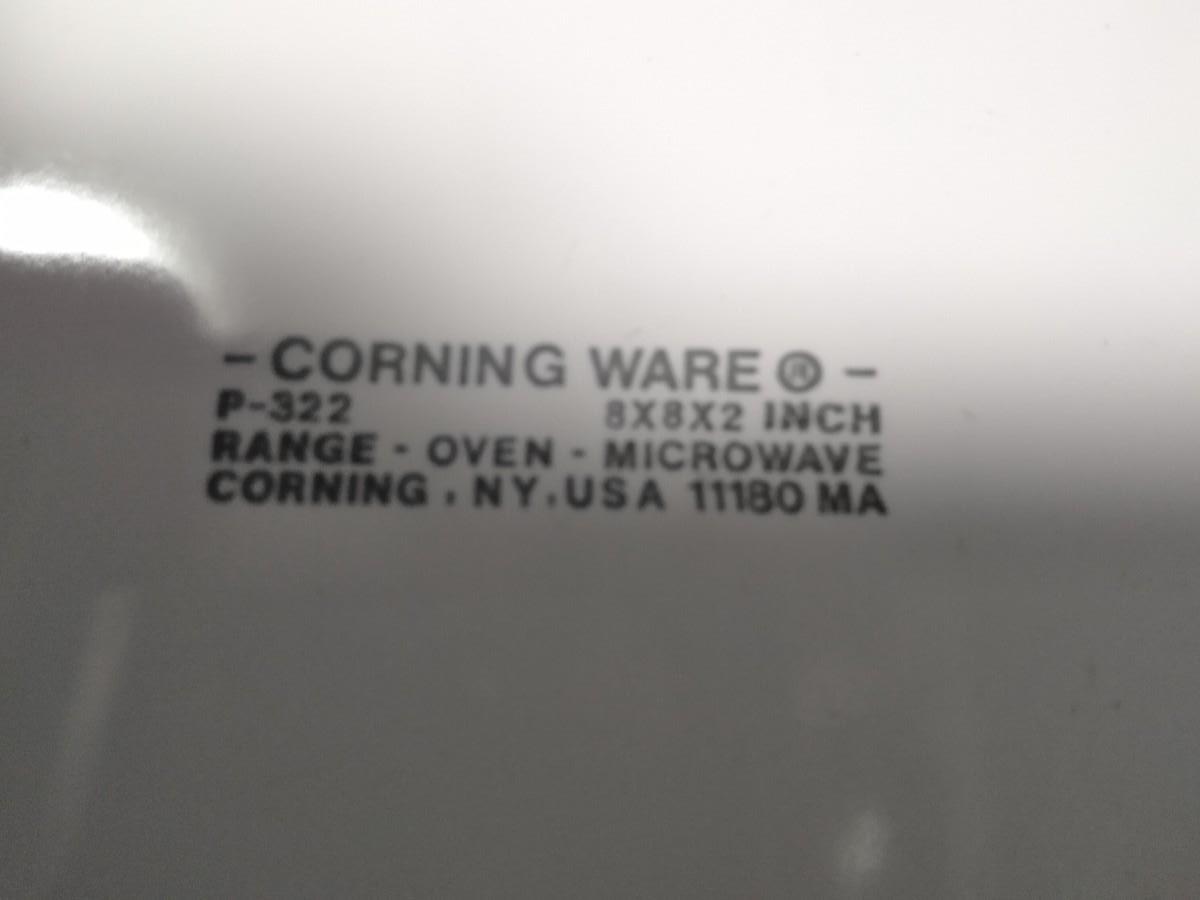 - CORNING WARE ® -
P-322 8X8X2 INCH
RANGE - OVEN - MICROWAVE
CORNING , NY, USA 11180 MA